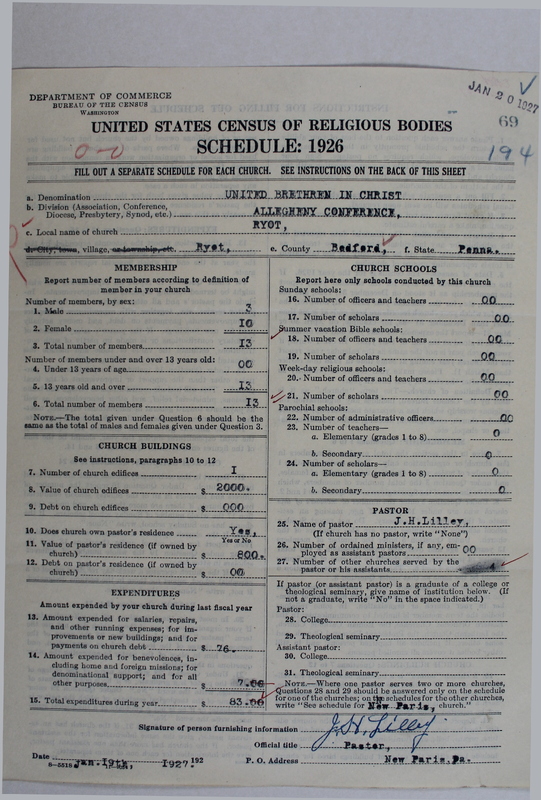 JAN 20 1927
DEPARTMENT OF COMMERCE
BUREAU OF THE CENSUS
WASHINGTON
69
UNITED STATES CENSUS OF RELIGIOUS BODIES
SCHEDULE: 1926
0-0
194
FILL OUT A SEPARATE SCHEDULE FOR EACH CHURCH. SEE INSTRUCTIONS ON THE BACK OF THIS SHEET
a. Denomination UNITED BRETHREN IN CHRIST
b. Division (Association, Conference, Diocese, Presbytery, Synod, etc.) ALLEGHENY CONFERENCE,
c. Local name of church RYOT,
d. City, town, village, or township, etc. Ryot, e. County Bedford, f. State Penna.
MEMBERSHIP
Report number of members according to definition of
member in your church
Number of members, by sex:
1. Male 3
2. Female 10
3. Total number of members 13
Number of members under and over 13 years old:
4. Under 13 years of age 00
5. 13 years old and over 13
6. Total number of members 13
NOTE.—The total given under Question 6 should be
same as the total of males and females given under Question 3.
CHURCH BUILDINGS
See instructions, paragraphs 10 to 12
7. Number of church edifices I
8. Value of church edifices $ 2000.
9. Debt on church edifices $ 000
10. Does church own pastor's residence? Yes,
Yes or No
11. Value of pastor's residence (if owned by
church) $ 800.
12. Debt on pastor's residence (if owned by
church) $ 00
EXPENDITURES
Amount expended by your church during last fiscal year
13. Amount expended for salaries, repairs,
and other running expenses; for im-
provements or new buildings; and for
payments on church debt $ 76.
14. Amount expended for benevolences, in-
cluding home and foreign missions; for
denominational support; and for all
other purposes $ 7.00
15. Total expenditures during year $ 83.00
CHURCH SCHOOLS
Report here only schools conducted by this church
Sunday schools:
16. Number of officers and teachers 00
17. Number of scholars 00
Summer vacation Bible schools:
18. Number of officers and teachers 00
19. Number of scholars 00
Week-day religious schools:
20. Number of officers and teachers 00
21. Number of scholars 00
Parochial schools:
22. Number of administrative officers 00
23. Number of teachers—
a. Elementary (grades 1 to 8) 0
b. Secondary 0
24. Number of scholars—
a. Elementary (grades 1 to 8) 0
b. Secondary 0
PASTOR
25. Name of pastor J.H.Lilley,
(If church has no pastor, write "None")
26. Number of ordained ministers, if any, em-
ployed as assistant pastors 00
27. Number of other churches served by the
pastor or his assistants 4
If pastor (or assistant pastor) is a graduate of a college or
theological seminary, give name of institution below. (If
not a graduate, write "No" in the space indicated.)
Pastor:
28. College
29. Theological seminary
Assistant pastor:
30. College
31. Theological seminary
NOTE.—Where one pastor serves two or more churches,
Questions 28 and 29 should be answered only on the schedule
for one of the churches; on the schedules for the other churches,
write "See schedule for New Paris, church."
Signature of person furnishing information J.H. Lilley
Official title Pastor,
Date Jan. 19th, 1927. 192 P. O. Address New Paris. Pa.